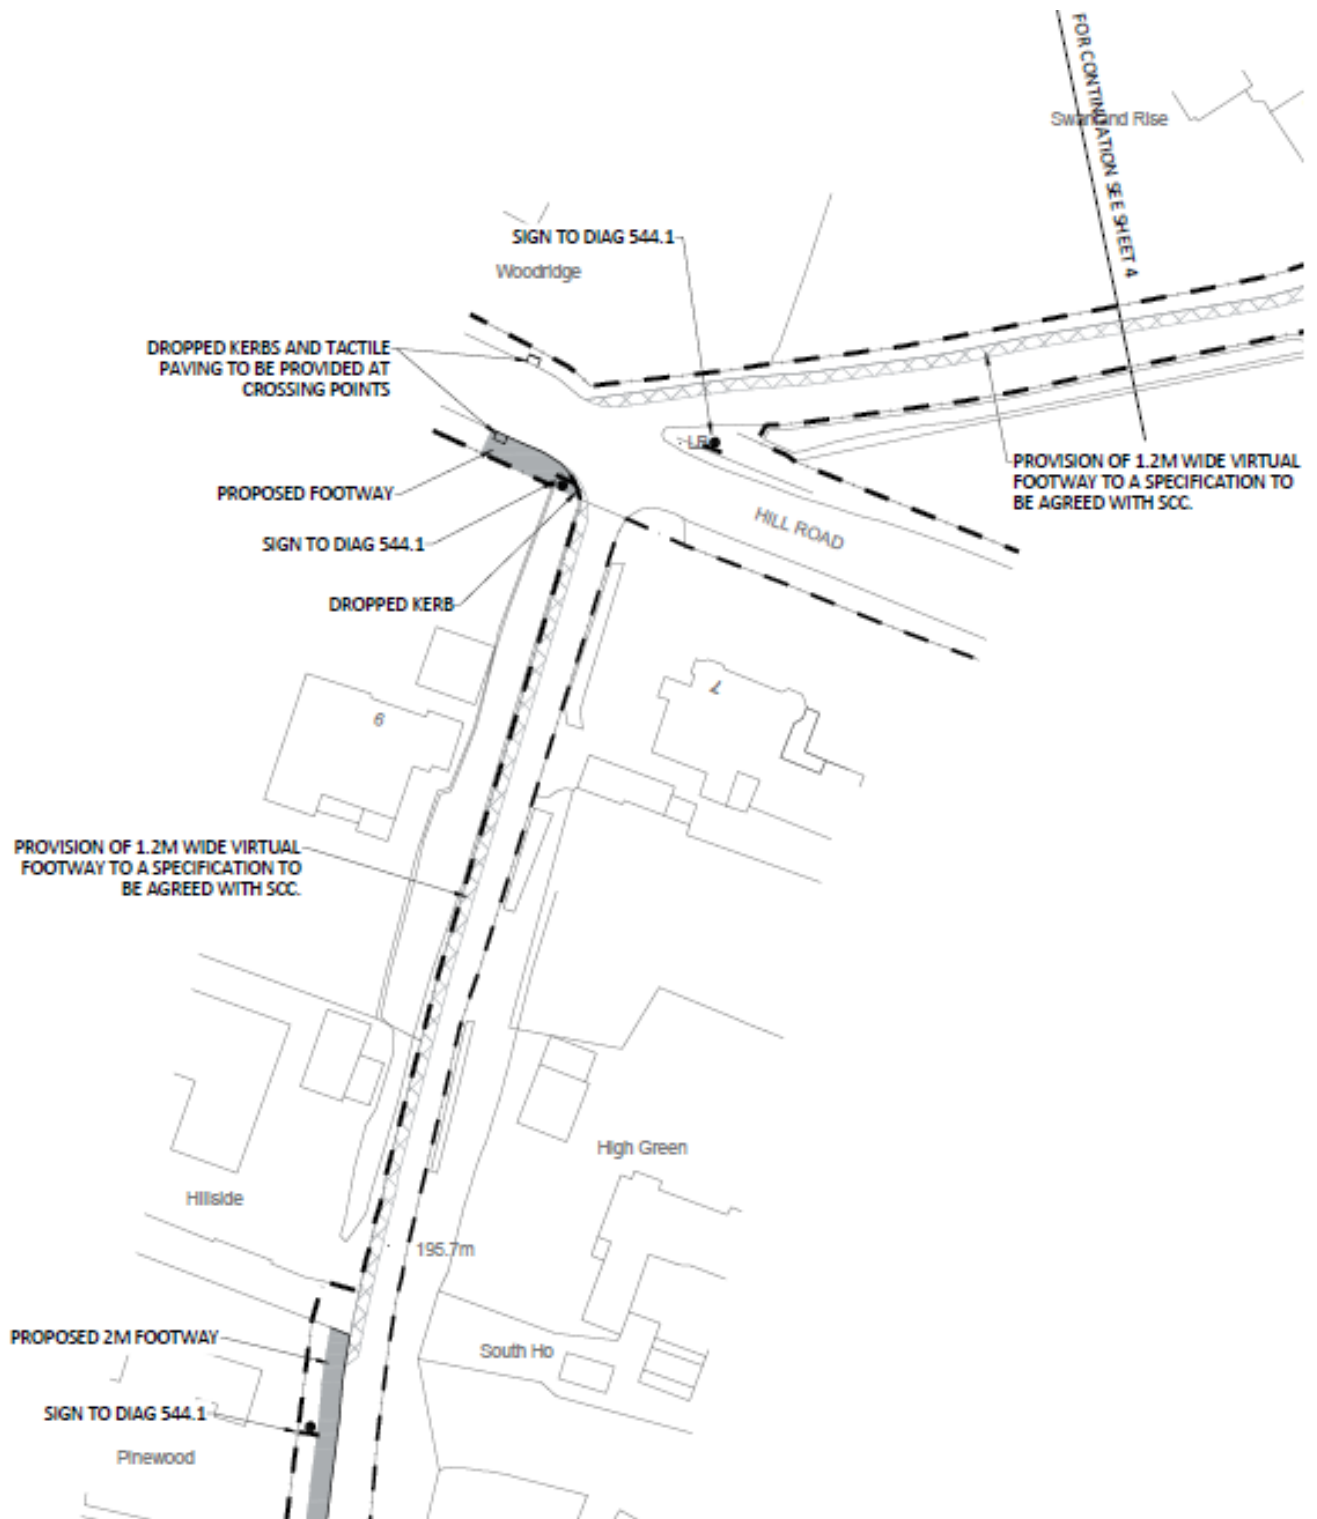 FOR CONTINUATION SEE SHEET 4
Swanland Rise
SIGN TO DIAG 544.1
Woodridge
DROPPED KERBS AND TACTILE
PAVING TO BE PROVIDED AT
CROSSING POINTS
LB
PROVISION OF 1.2M WIDE VIRTUAL
FOOTWAY TO A SPECIFICATION TO
BE AGREED WITH SCC.
PROPOSED FOOTWAY
HILL ROAD
SIGN TO DIAG 544.1
DROPPED KERB
7
9
PROVISION OF 1.2M WIDE VIRTUAL
FOOTWAY TO A SPECIFICATION TO
BE AGREED WITH SCC.
High Green
Hillside
195.7m
PROPOSED 2M FOOTWAY
South Ho
SIGN TO DIAG 544.1
Pinewood